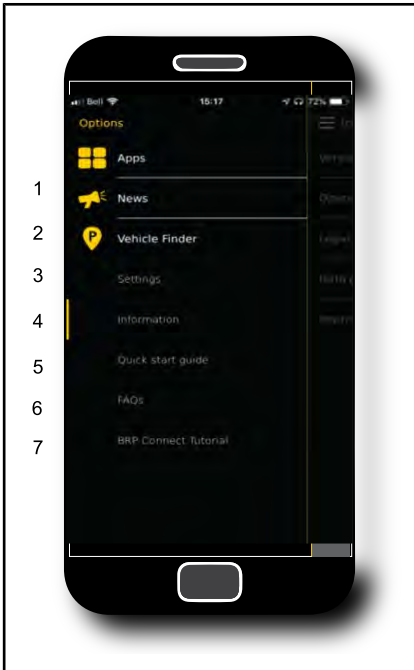 Bell 15:17 72%
Options
Apps
1 News
2 P Vehicle Finder
3 Settings
4 Information
5 Quick start guide
6 FAQs
7 BRP Connect Tutorial